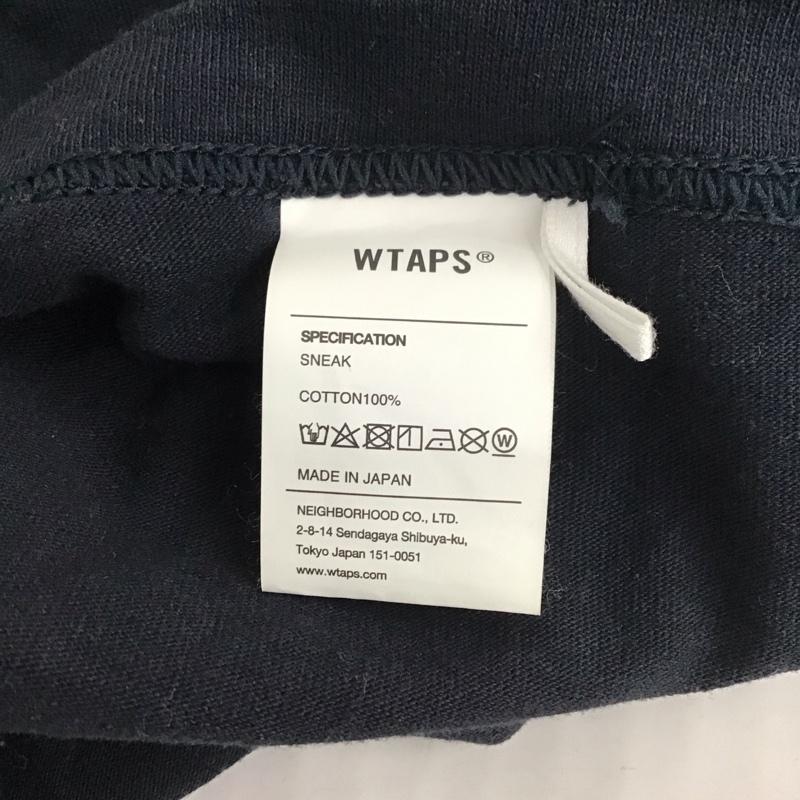 WTAPS®
SPECIFICATION
SNEAK
COTTON100%
W
MADE IN JAPAN
NEIGHBORHOOD CO., LTD.
2-8-14 Sendagaya Shibuya-ku,
Tokyo Japan 151-0051
www.wtaps.com